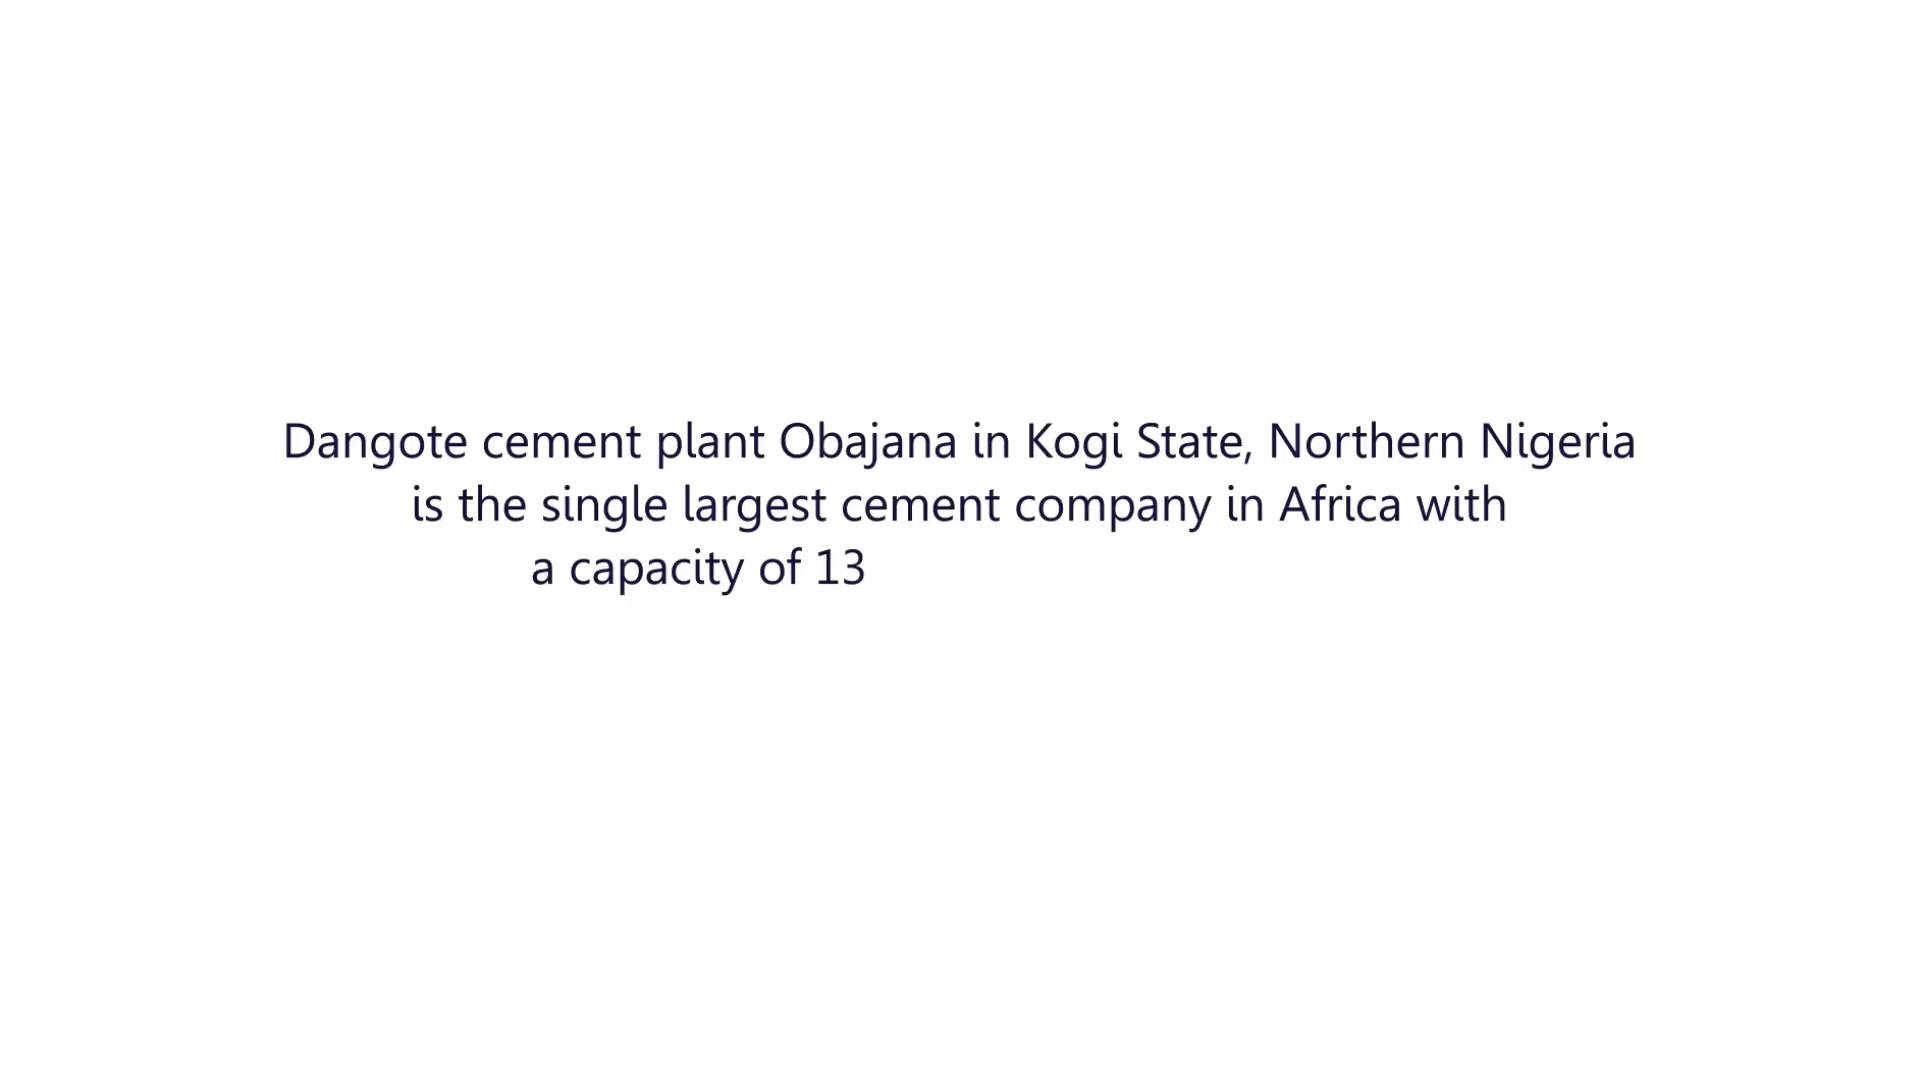 Dangote cement plant Obajana in Kogi State, Northern Nigeria
is the single largest cement company in Africa with
a capacity of 13